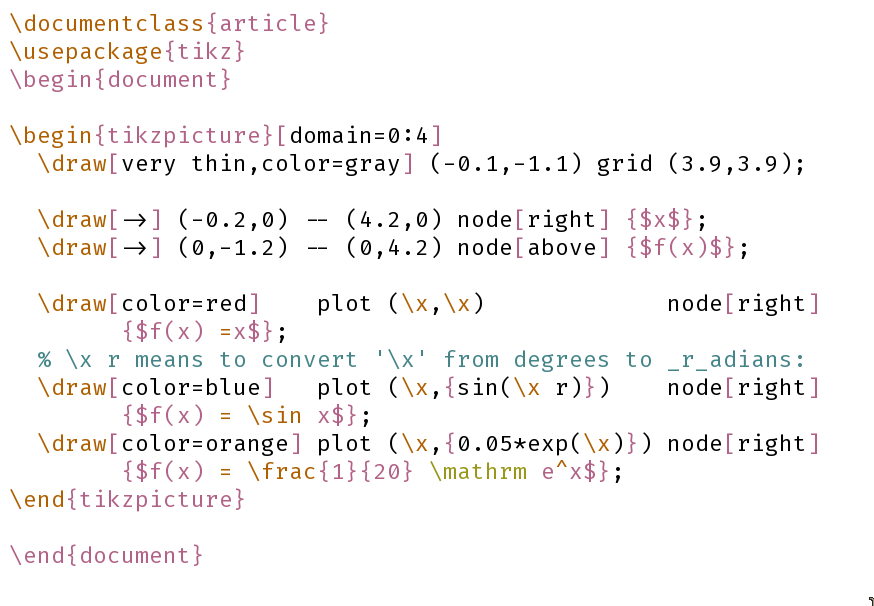 \documentclass{article}
\usepackage{tikz}
\begin{document}

\begin{tikzpicture}[domain=0:4]
  \draw[very thin,color=gray] (-0.1,-1.1) grid (3.9,3.9);

  \draw[->] (-0.2,0) -- (4.2,0) node[right] {$x$};
  \draw[->] (0,-1.2) -- (0,4.2) node[above] {$f(x)$};

  \draw[color=red]    plot (\x,\x)             node[right]
        {$f(x) =x$};
  % \x r means to convert '\x' from degrees to _r_adians:
  \draw[color=blue]   plot (\x,{sin(\x r)})    node[right]
        {$f(x) = \sin x$};
  \draw[color=orange] plot (\x,{0.05*exp(\x)}) node[right]
        {$f(x) = \frac{1}{20} \mathrm e^x$};
\end{tikzpicture}

\end{document}